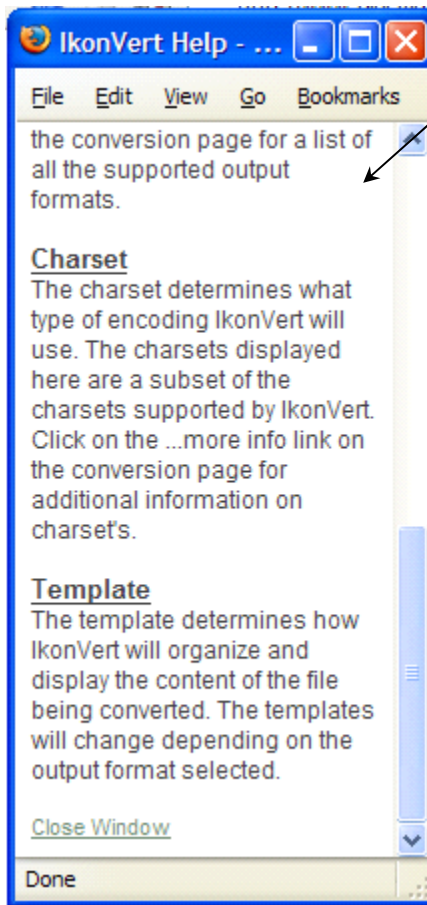 IkonVert Help - ...
File Edit View Go Bookmarks
the conversion page for a list of
all the supported output
formats.
Charset
The charset determines what
type of encoding IkonVert will
use. The charsets displayed
here are a subset of the
charsets supported by IkonVert.
Click on the ...more info link on
the conversion page for
additional information on
charset's.
Template
The template determines how
IkonVert will organize and
display the content of the file
being converted. The templates
will change depending on the
output format selected.
Close Window
Done